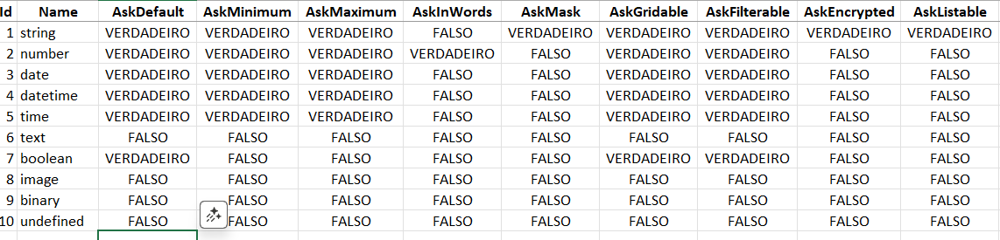 Id Name AskDefault AskMinimum AskMaximum AskInWords AskMask AskGridable AskFilterable AskEncrypted AskListable
1 string VERDADEIRO VERDADEIRO VERDADEIRO FALSO VERDADEIRO VERDADEIRO VERDADEIRO VERDADEIRO VERDADEIRO
2 number VERDADEIRO VERDADEIRO VERDADEIRO VERDADEIRO FALSO VERDADEIRO VERDADEIRO FALSO FALSO
3 date VERDADEIRO VERDADEIRO VERDADEIRO FALSO FALSO VERDADEIRO VERDADEIRO FALSO FALSO
4 datetime VERDADEIRO VERDADEIRO VERDADEIRO FALSO FALSO VERDADEIRO VERDADEIRO FALSO FALSO
5 time VERDADEIRO VERDADEIRO VERDADEIRO FALSO FALSO VERDADEIRO VERDADEIRO FALSO FALSO
6 text FALSO FALSO FALSO FALSO FALSO FALSO FALSO FALSO FALSO
7 boolean VERDADEIRO FALSO FALSO FALSO FALSO VERDADEIRO VERDADEIRO FALSO FALSO
8 image FALSO FALSO FALSO FALSO FALSO FALSO FALSO FALSO FALSO
9 binary FALSO FALSO FALSO FALSO FALSO FALSO FALSO FALSO FALSO
10 undefined FALSO FALSO FALSO FALSO FALSO FALSO FALSO FALSO FALSO